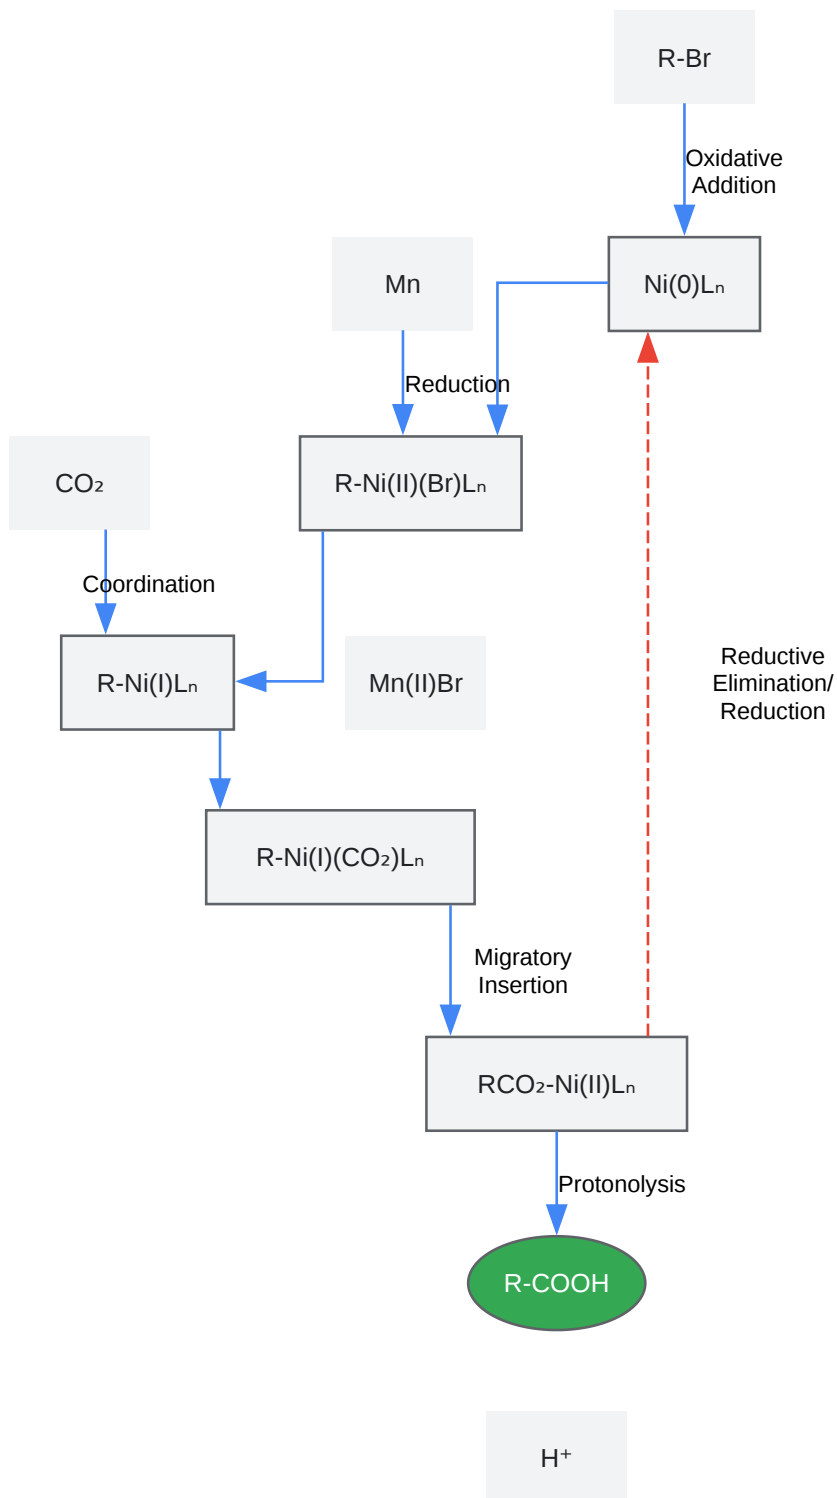 R-Br
Oxidative
Addition
Mn
Ni(0)Lₙ
Reduction
CO₂
R-Ni(II)(Br)Lₙ
Coordination
R-Ni(I)Lₙ
Mn(II)Br
Reductive
Elimination/
Reduction
R-Ni(I)(CO₂)Lₙ
Migratory
Insertion
RCO₂-Ni(II)Lₙ
Protonolysis
R-COOH
H⁺